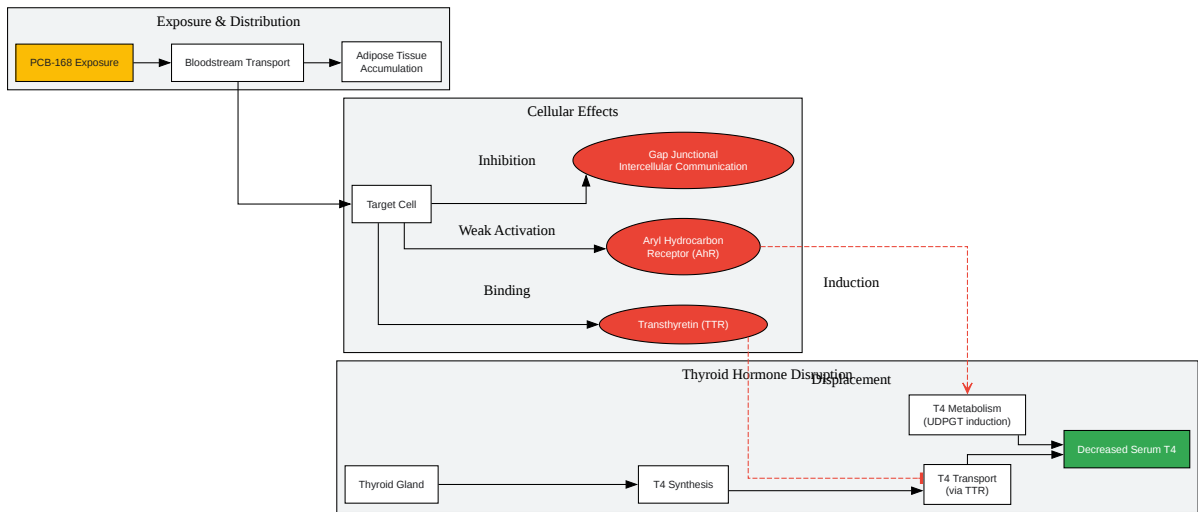 Exposure & Distribution
PCB-168 Exposure
Bloodstream Transport
Adipose Tissue
Accumulation
Cellular Effects
Inhibition
Gap Junctional
Intercellular Communication
Target Cell
Weak Activation
Aryl Hydrocarbon
Receptor (AhR)
Induction
Binding
Transthyretin (TTR)
Thyroid Hormone Disruption
Displacement
T4 Metabolism
(UDPGT induction)
Decreased Serum T4
Thyroid Gland
T4 Synthesis
T4 Transport
(via TTR)